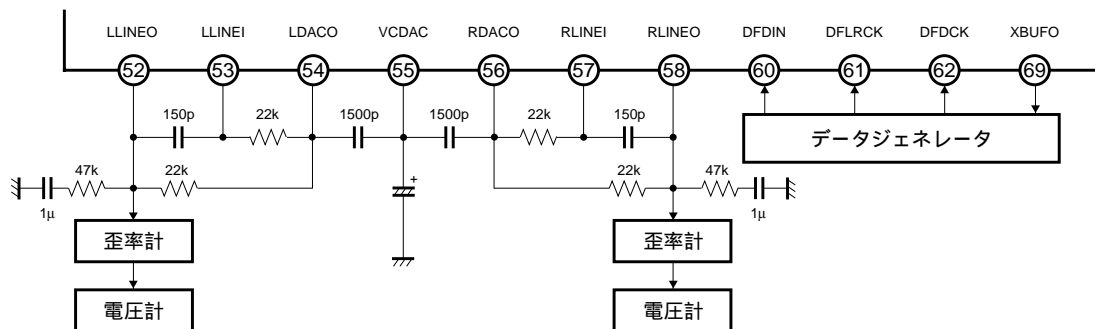 LLINEO LLINEI LDACO VCDAC RDACO RLINEI RLINEO DFDIN DFLRCK DFDCK XBUFO
52 53 54 55 56 57 58 60 61 62 69
150p 22k 1500p 1500p 22k 150p
データジェネレータ
47k 22k 22k 47k
+
1μ 1μ
歪率計 歪率計
電圧計 電圧計